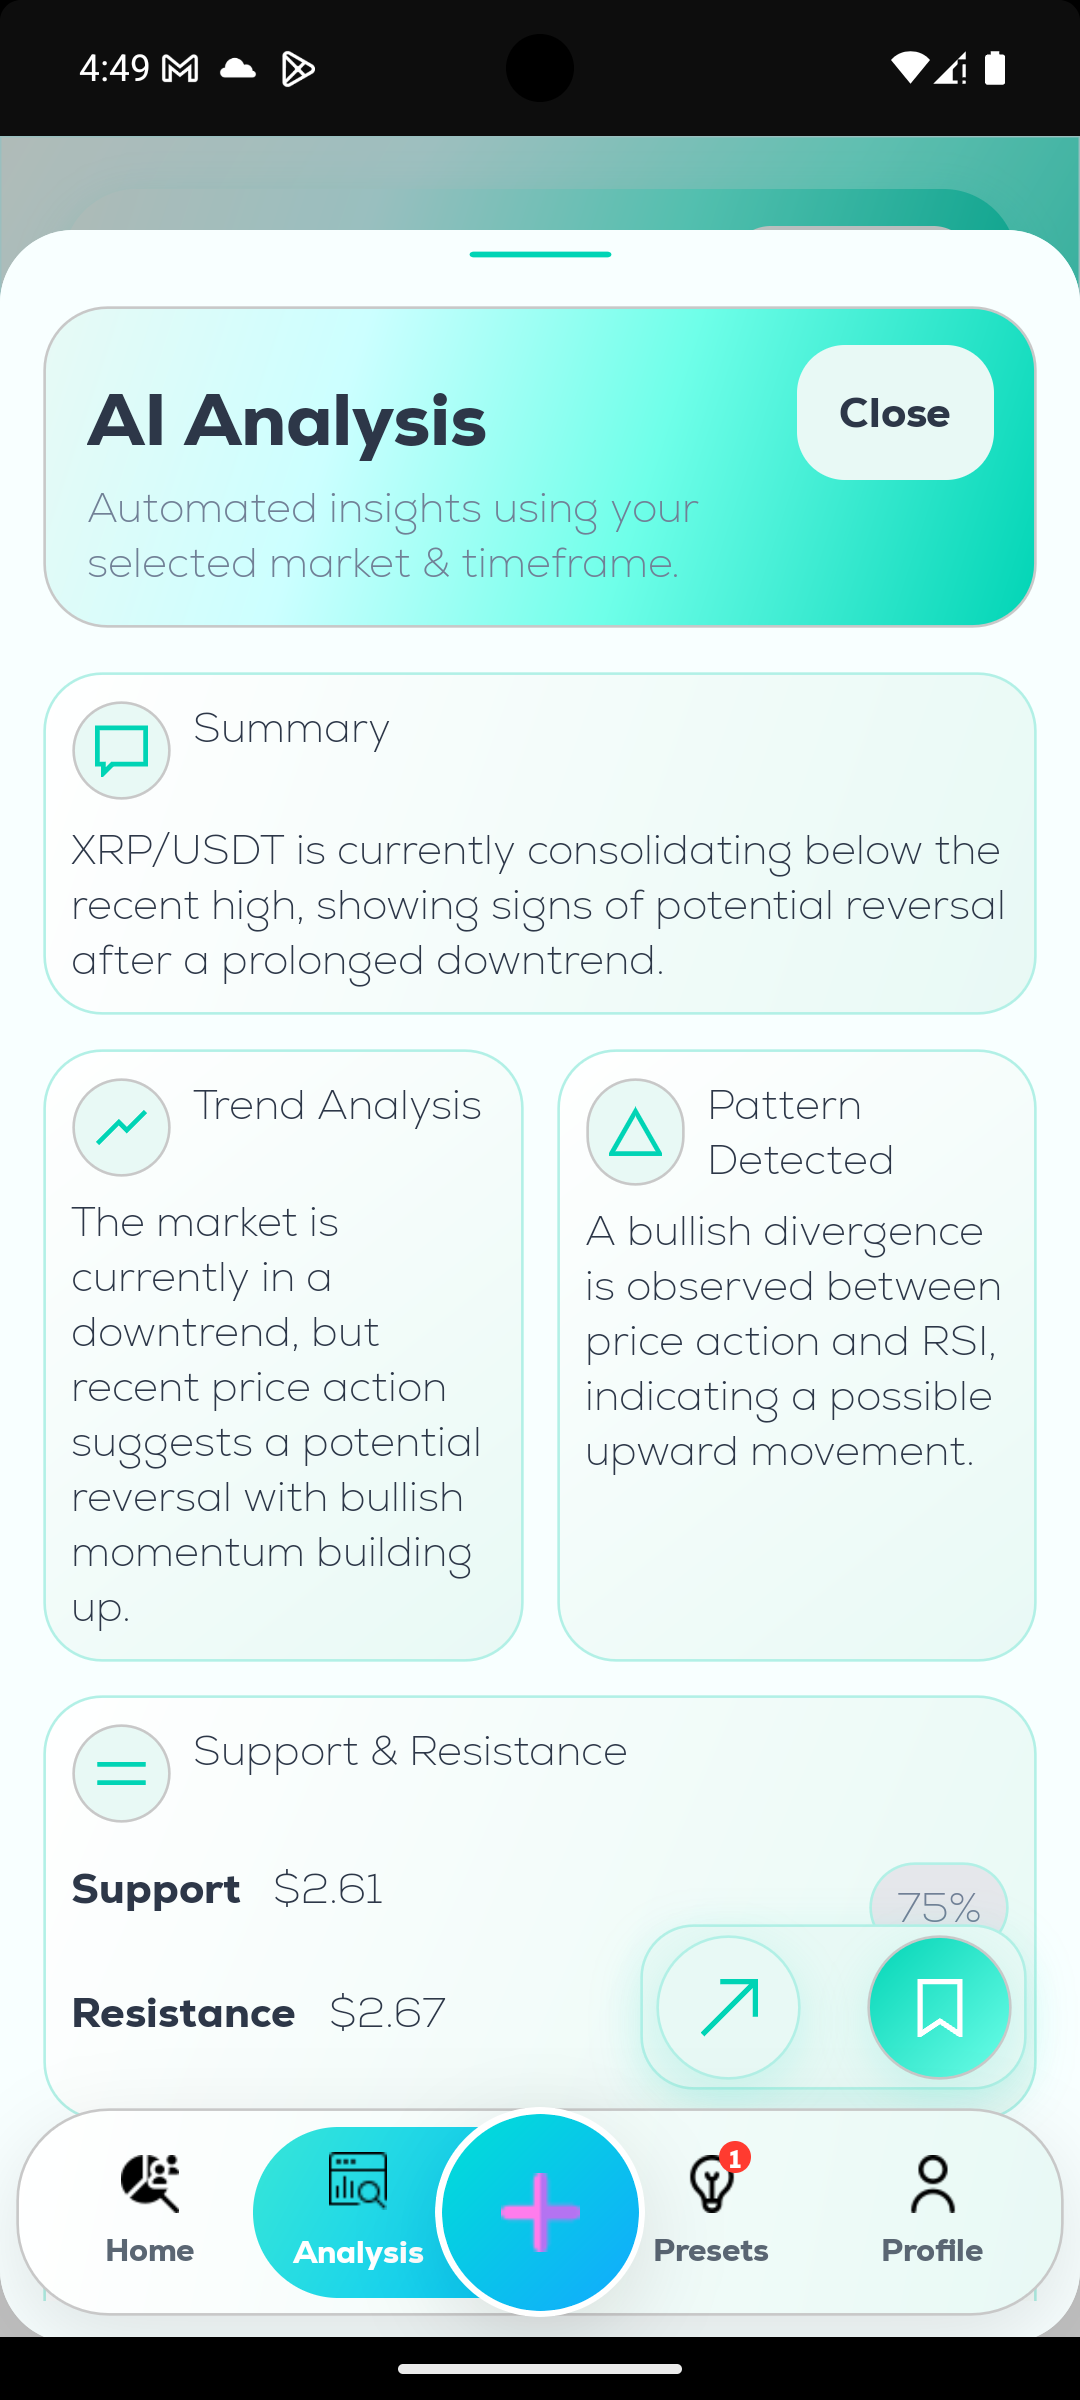 4:49
AI Analysis
Close
Automated insights using your
selected market & timeframe.
Summary
XRP/USDT is currently consolidating below the
recent high, showing signs of potential reversal
after a prolonged downtrend.
Trend Analysis
The market is
currently in a
downtrend, but
recent price action
suggests a potential
reversal with bullish
momentum building
up.
Pattern
Detected
A bullish divergence
is observed between
price action and RSI,
indicating a possible
upward movement.
Support & Resistance
Support $2.61
75%
Resistance $2.67
Home
Analysis
1
Presets
Profile